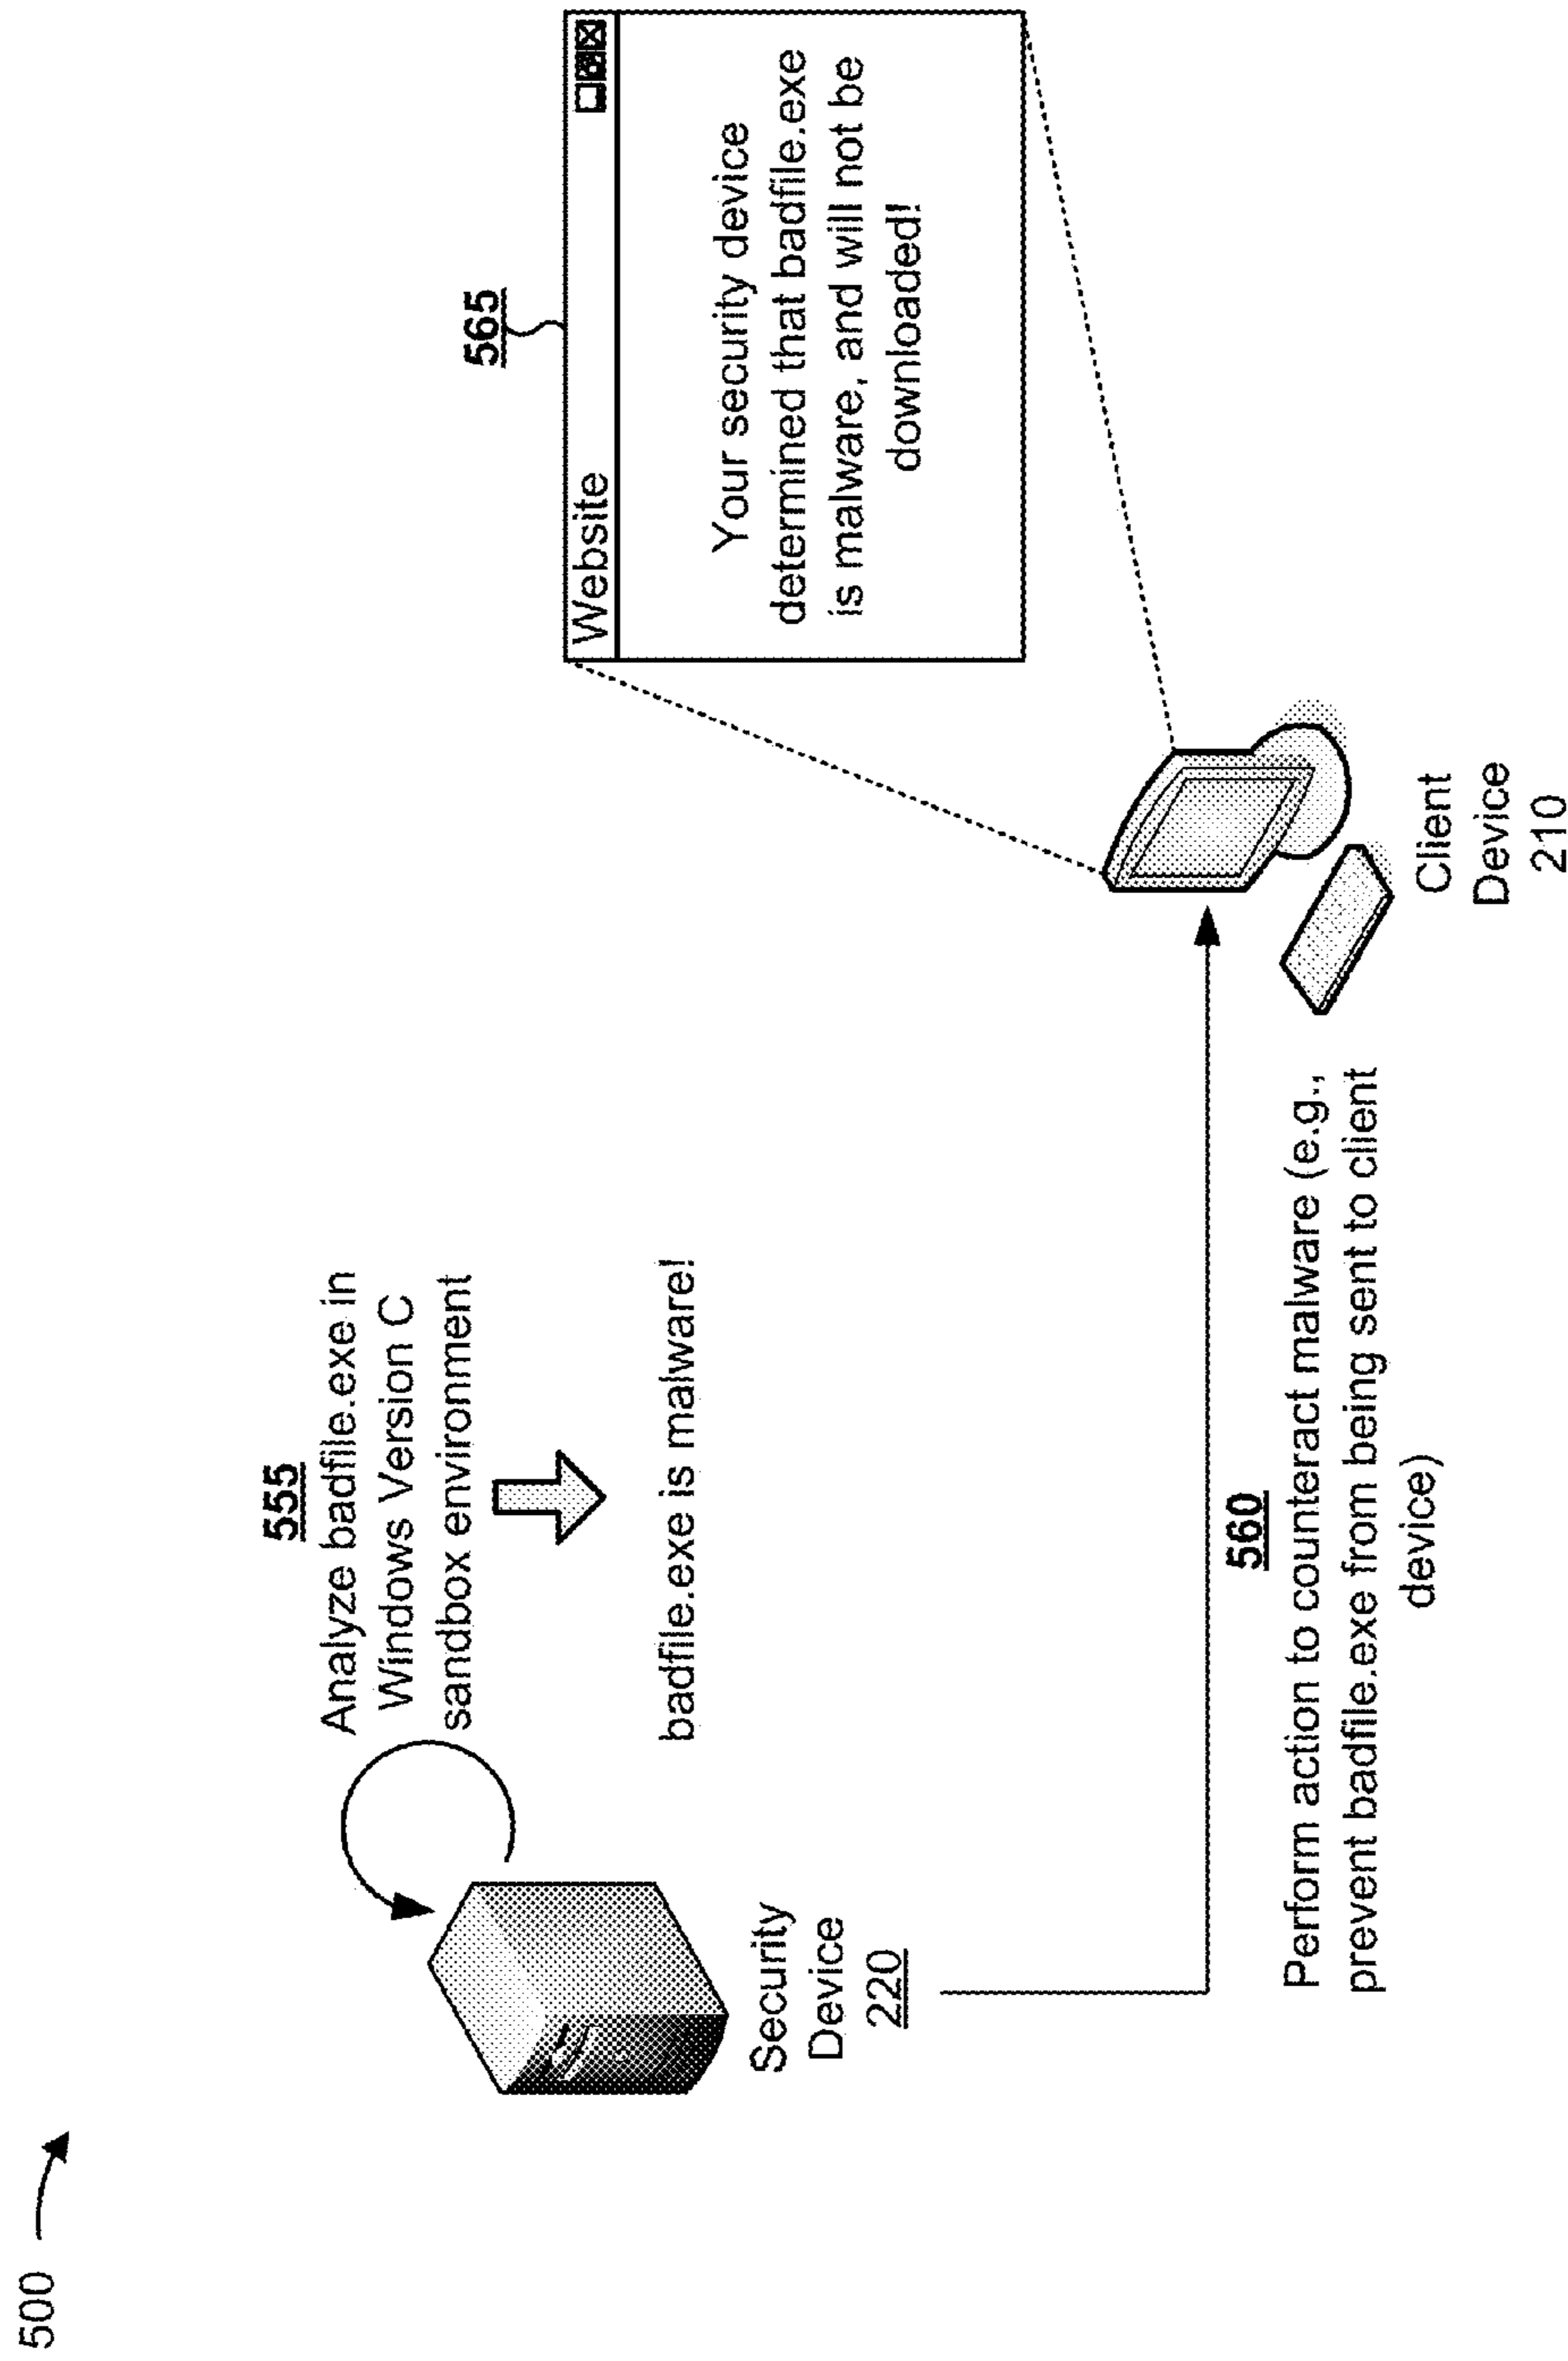 500
555
Analyze badfile.exe in
Windows Version C
sandbox environment
badfile.exe is malware!
Security
Device
220
560
Perform action to counteract malware (e.g.,
prevent badfile.exe from being sent to client
device)
565
Website
Your security device
determined that badfile.exe
is malware, and will not be
downloaded!
Client
Device
210